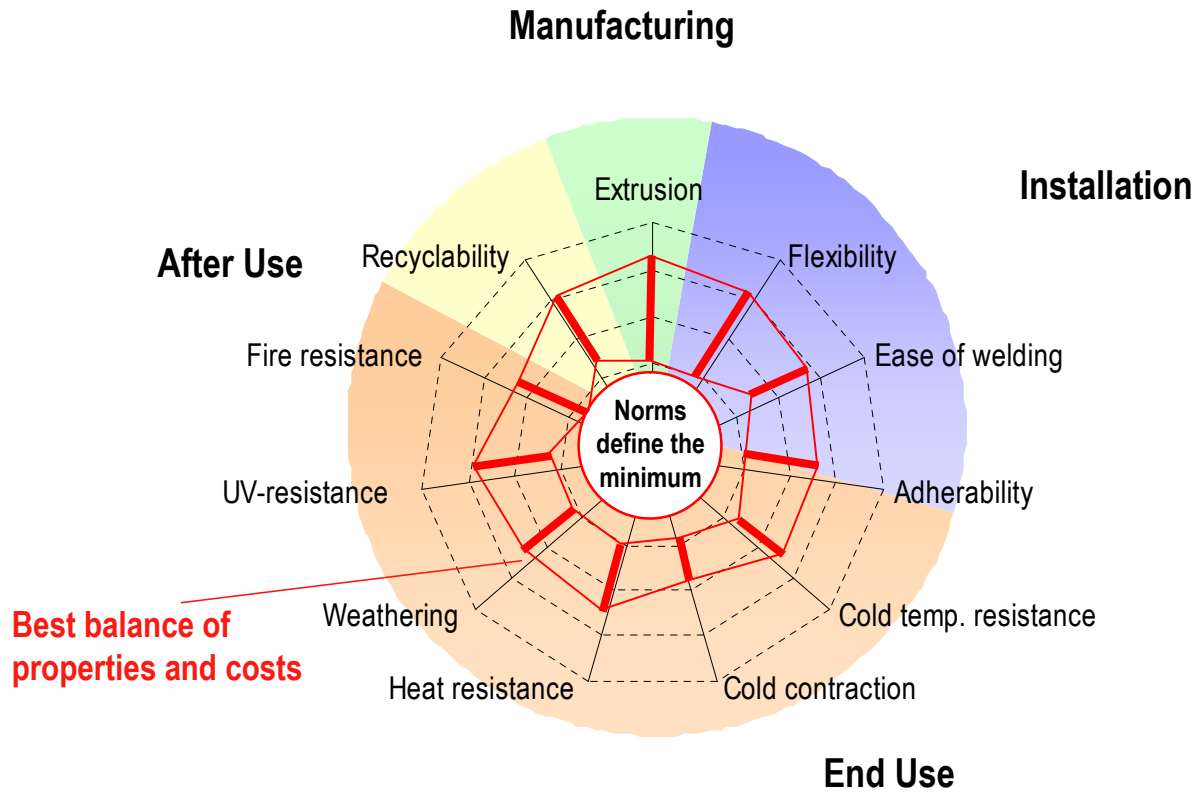 Manufacturing
Installation
Extrusion
After Use
Recyclability
Flexibility
Fire resistance
Ease of welding
Norms
define the
minimum
UV-resistance
Adherability
Weathering
Cold temp. resistance
Best balance of
properties and costs
Heat resistance
Cold contraction
End Use